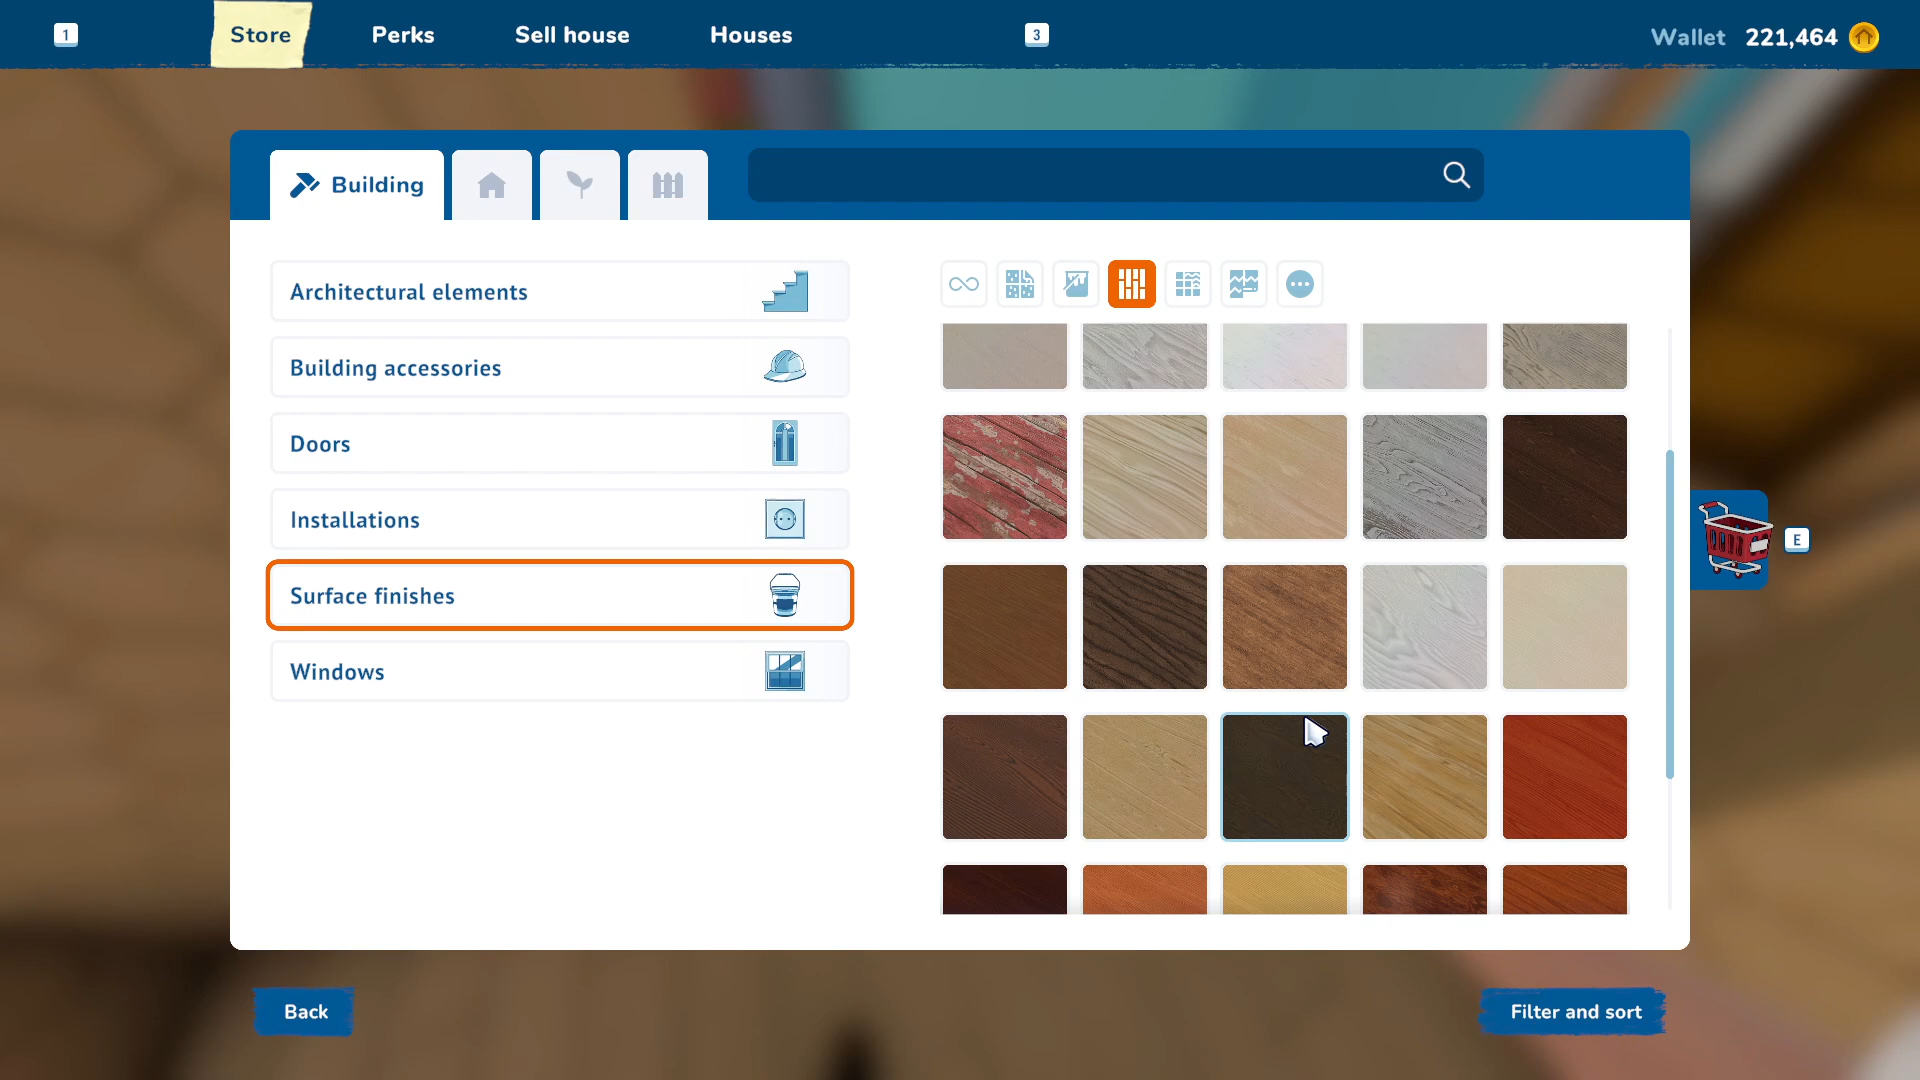 1
Store
Perks
Sell house
Houses
3
Wallet 221,464
Building
Architectural elements
Building accessories
Doors
Installations
Surface finishes
Windows
E
Back
Filter and sort